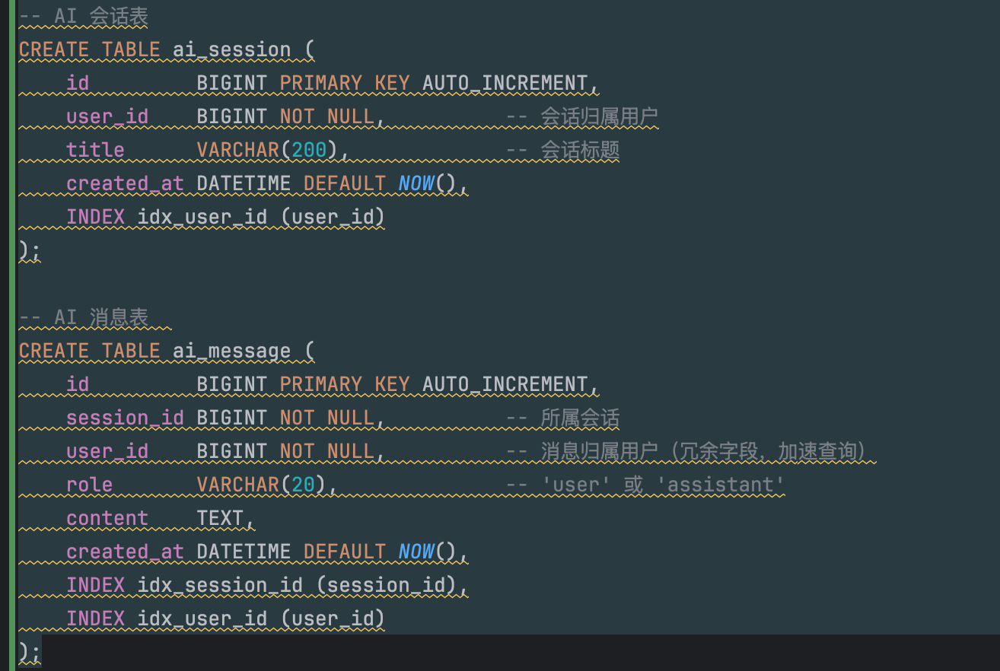 -- AI 会话表
CREATE TABLE ai_session (
    id         BIGINT PRIMARY KEY AUTO_INCREMENT,
    user_id    BIGINT NOT NULL,          -- 会话归属用户
    title      VARCHAR(200),             -- 会话标题
    created_at DATETIME DEFAULT NOW(),
    INDEX idx_user_id (user_id)
);

-- AI 消息表
CREATE TABLE ai_message (
    id         BIGINT PRIMARY KEY AUTO_INCREMENT,
    session_id BIGINT NOT NULL,          -- 所属会话
    user_id    BIGINT NOT NULL,          -- 消息归属用户（冗余字段，加速查询）
    role       VARCHAR(20),              -- 'user' 或 'assistant'
    content    TEXT,
    created_at DATETIME DEFAULT NOW(),
    INDEX idx_session_id (session_id),
    INDEX idx_user_id (user_id)
);